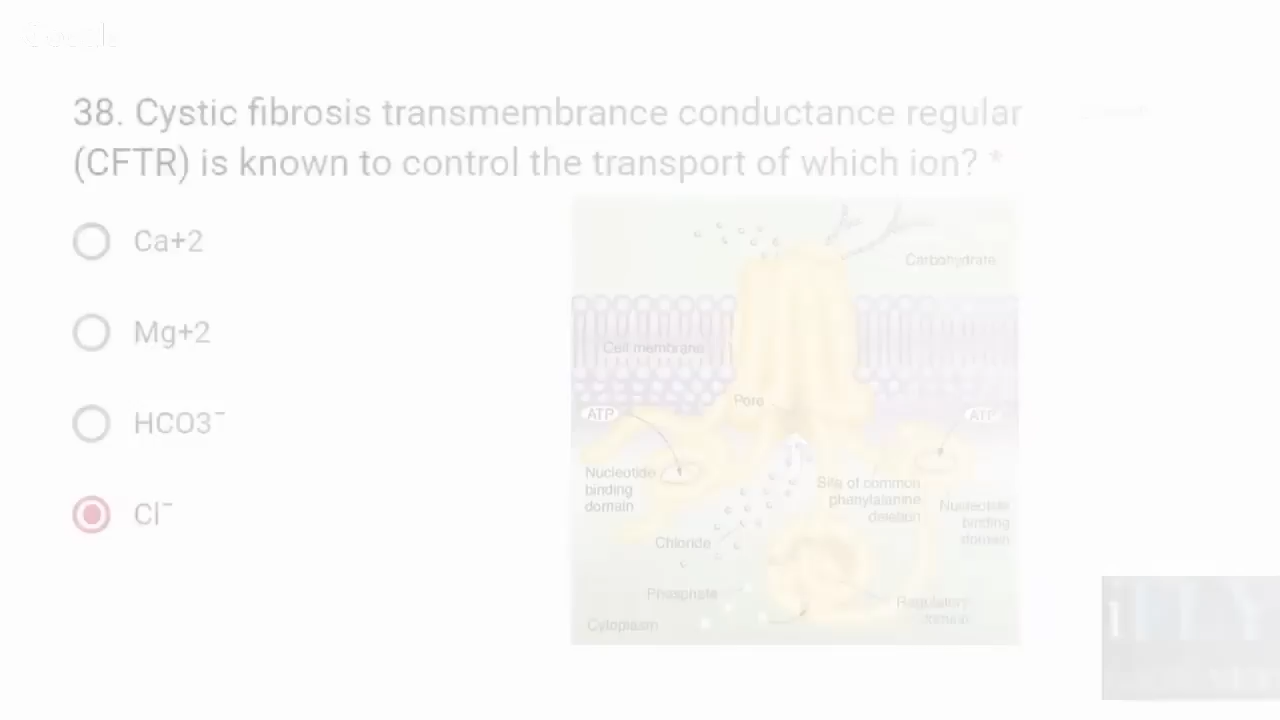 38. Cystic fibrosis transmembrance conductance regular
(CFTR) is known to control the transport of which ion? *
Ca+2
Mg+2
HCO3⁻
Cl⁻
Carbohydrate
Cell membrane
Pore
ATP
ATP
Nucleotide
binding
domain
Site of common
phenylalanine
deletion
Nucleotide
binding
domain
Chloride
Phosphate
Regulatory
domain
Cytoplasm